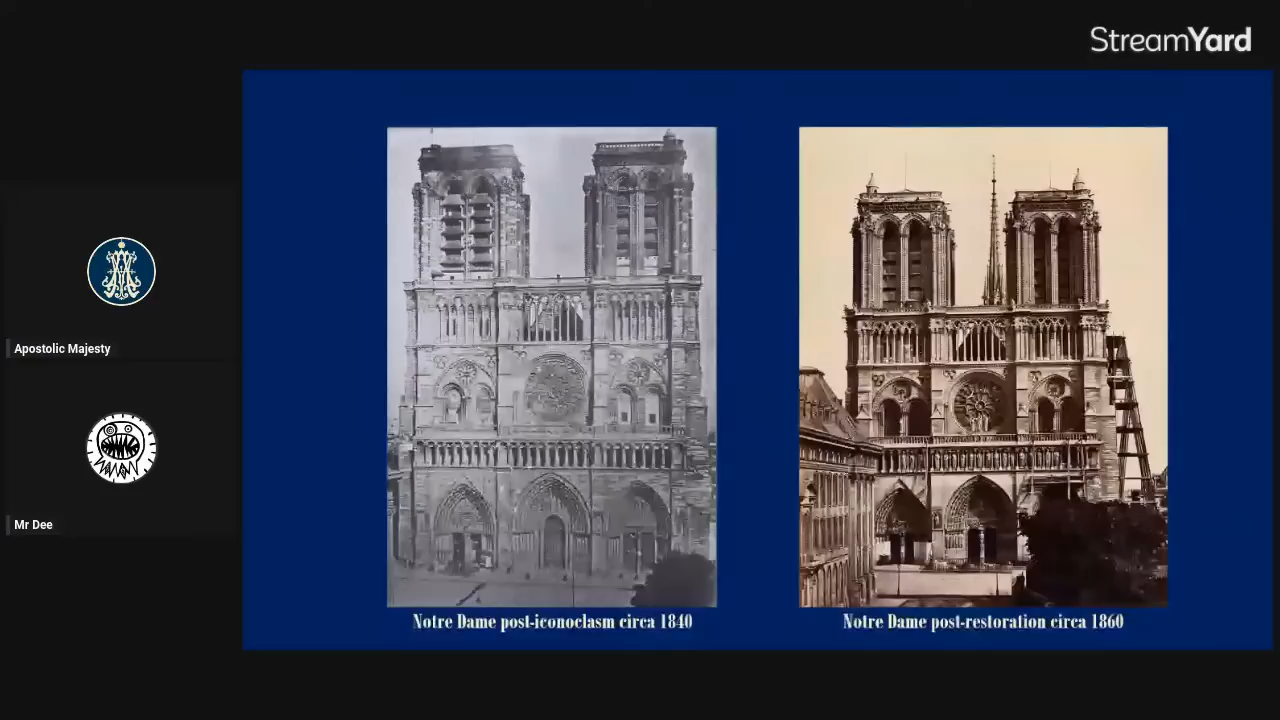 StreamYard
Apostolic Majesty
Mr Dee
Notre Dame post-iconoclasm circa 1840
Notre Dame post-restoration circa 1860